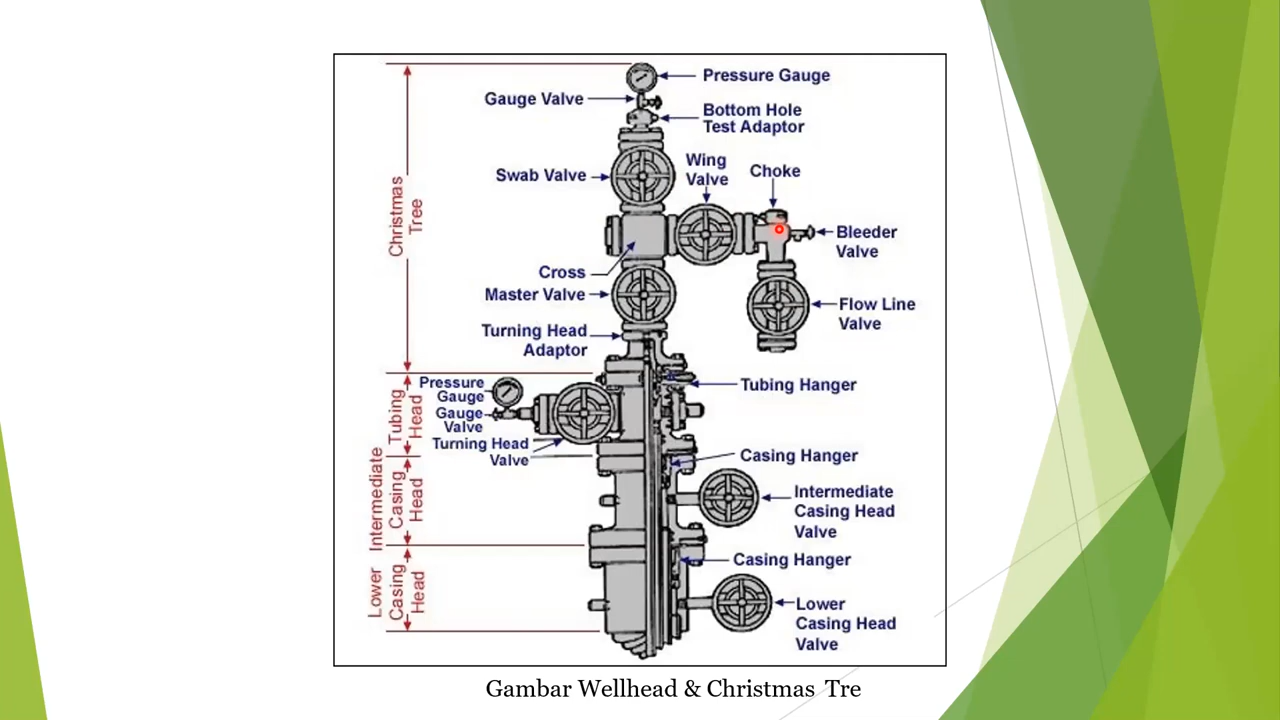 Pressure Gauge
Gauge Valve
Bottom Hole
Test Adaptor
Wing
Valve
Choke
Swab Valve
Christmas
Tree
Bleeder
Valve
Cross
Master Valve
Flow Line
Valve
Turning Head
Adaptor
Pressure
Gauge
Gauge
Valve
Turning Head
Valve
Tubing
Head
Tubing Hanger
Casing Hanger
Intermediate
Casing
Head
Intermediate
Casing Head
Valve
Casing Hanger
Lower
Casing
Head
Lower
Casing Head
Valve
Gambar Wellhead & Christmas Tre